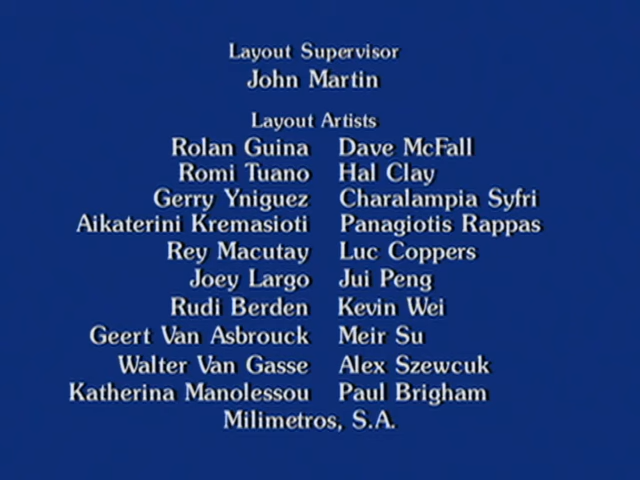 Layout Supervisor
John Martin
Layout Artists
Rolan Guina Dave McFall
Romi Tuano Hal Clay
Gerry Yniguez Charalampia Syfri
Aikaterini Kremasioti Panagiotis Rappas
Rey Macutay Luc Coppers
Joey Largo Jui Peng
Rudi Berden Kevin Wei
Geert Van Asbrouck Meir Su
Walter Van Gasse Alex Szewcuk
Katherina Manolessou Paul Brigham
Milimetros, S.A.